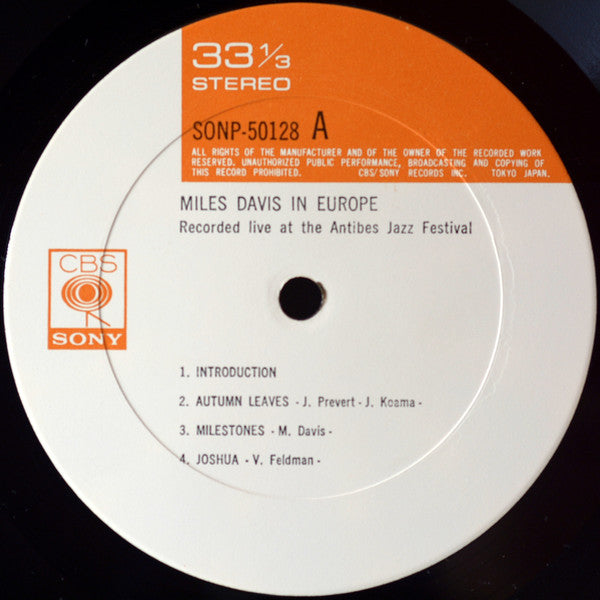 33 1/3
STEREO
SONP-50128 A
ALL RIGHTS OF THE MANUFACTURER AND OF THE OWNER OF THE RECORDED WORK
RESERVED. UNAUTHORIZED PUBLIC PERFORMANCE, BROADCASTING AND COPYING OF
THIS RECORD PROHIBITED. CBS/SONY RECORDS INC. TOKYO JAPAN.
MILES DAVIS IN EUROPE
Recorded live at the Antibes Jazz Festival
CBS
SONY
1. INTRODUCTION
2. AUTUMN LEAVES - J. Prevert - J. Kosma -
3. MILESTONES - M. Davis -
4. JOSHUA - V. Feldman -